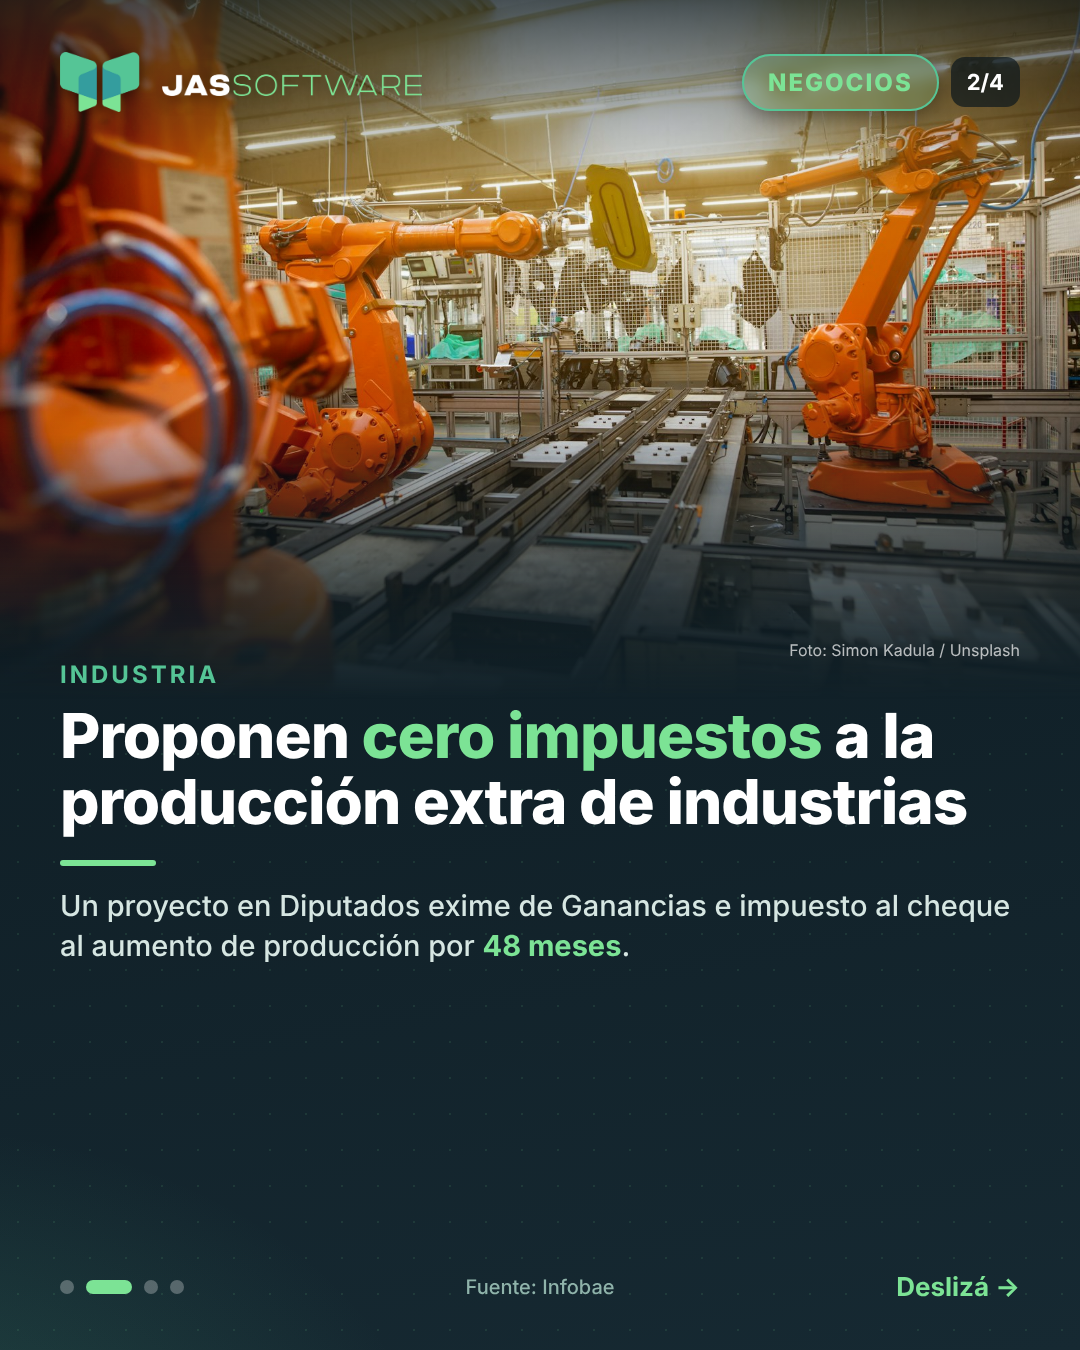 JASSOFTWARE
NEGOCIOS
2/4
Foto: Simon Kadula / Unsplash
INDUSTRIA
Proponen cero impuestos a la
producción extra de industrias
Un proyecto en Diputados exime de Ganancias e impuesto al cheque
al aumento de producción por 48 meses.
Fuente: Infobae
Deslizá →